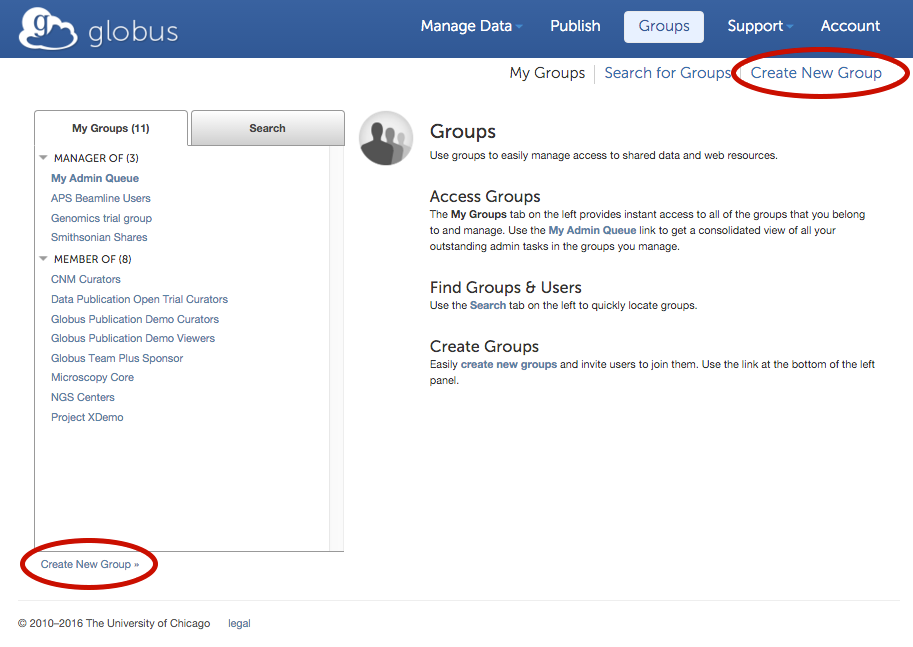 globus
Manage Data Publish Groups Support Account
My Groups Search for Groups Create New Group
My Groups (11) Search
MANAGER OF (3)
My Admin Queue
APS Beamline Users
Genomics trial group
Smithsonian Shares
MEMBER OF (8)
CNM Curators
Data Publication Open Trial Curators
Globus Publication Demo Curators
Globus Publication Demo Viewers
Globus Team Plus Sponsor
Microscopy Core
NGS Centers
Project XDemo
Create New Group »
Groups
Use groups to easily manage access to shared data and web resources.
Access Groups
The My Groups tab on the left provides instant access to all of the groups that you belong
to and manage. Use the My Admin Queue link to get a consolidated view of all your
outstanding admin tasks in the groups you manage.
Find Groups & Users
Use the Search tab on the left to quickly locate groups.
Create Groups
Easily create new groups and invite users to join them. Use the link at the bottom of the left
panel.
© 2010–2016 The University of Chicago legal